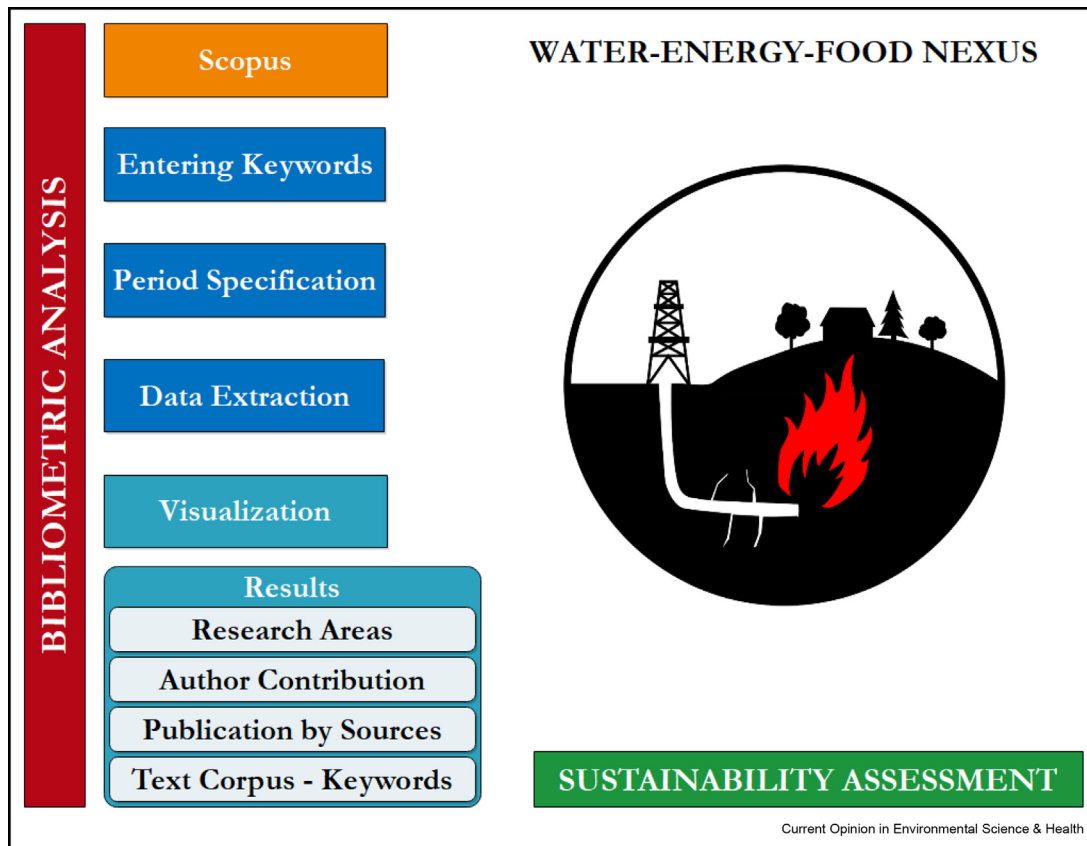 BIBLIOMETRIC ANALYSIS
Scopus
Entering Keywords
Period Specification
Data Extraction
Visualization
Results
Research Areas
Author Contribution
Publication by Sources
Text Corpus - Keywords
WATER-ENERGY-FOOD NEXUS
SUSTAINABILITY ASSESSMENT
Current Opinion in Environmental Science & Health